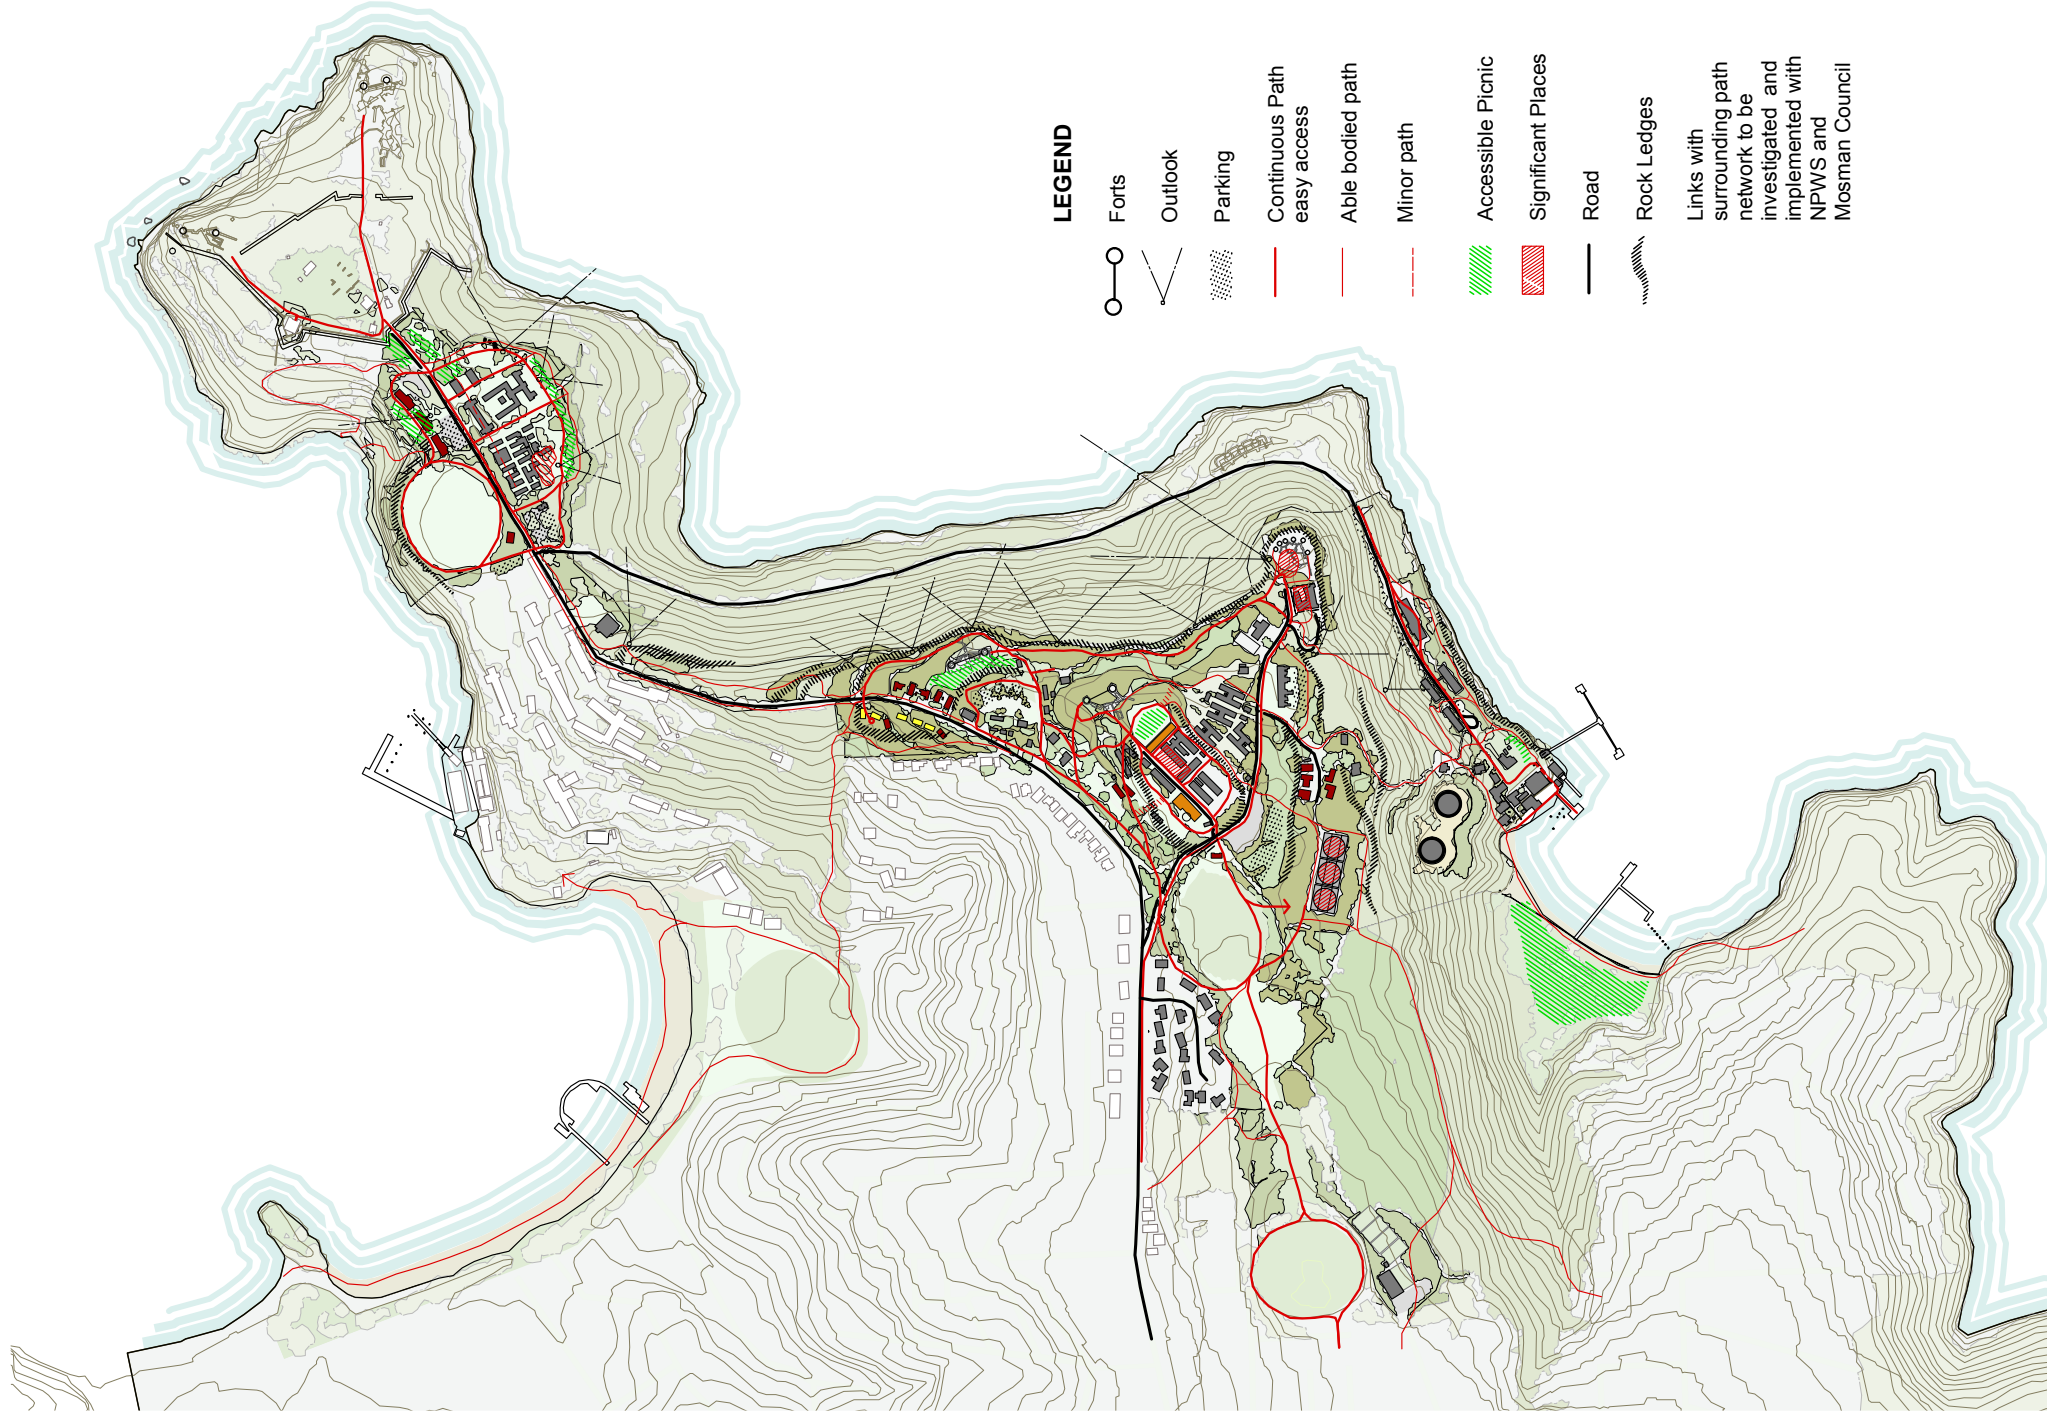 LEGEND
Forts
Outlook
Parking
Continuous Path
easy access
Able bodied path
Minor path
Accessible Picnic
Significant Places
Road
Rock Ledges
Links with
surrounding path
network to be
investigated and
implemented with
NPWS and
Mosman Council